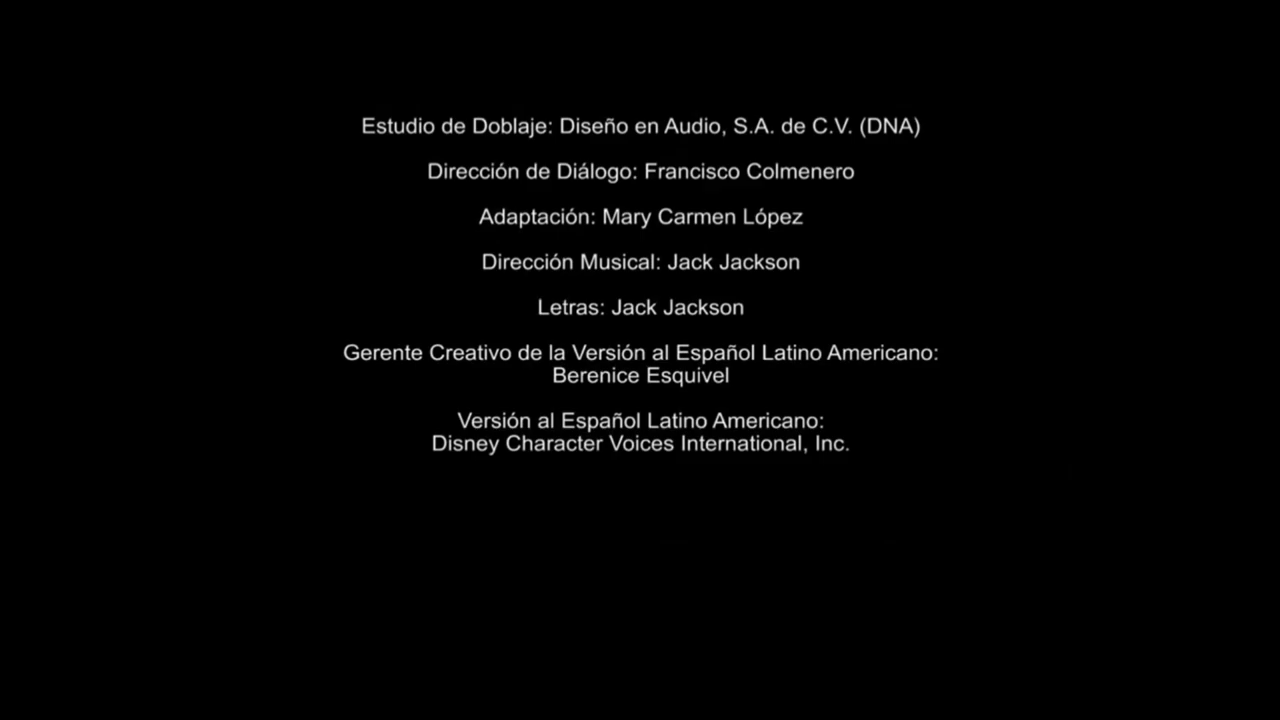 Estudio de Doblaje: Diseño en Audio, S.A. de C.V. (DNA)
Dirección de Diálogo: Francisco Colmenero
Adaptación: Mary Carmen López
Dirección Musical: Jack Jackson
Letras: Jack Jackson
Gerente Creativo de la Versión al Español Latino Americano:
Berenice Esquivel
Versión al Español Latino Americano:
Disney Character Voices International, Inc.